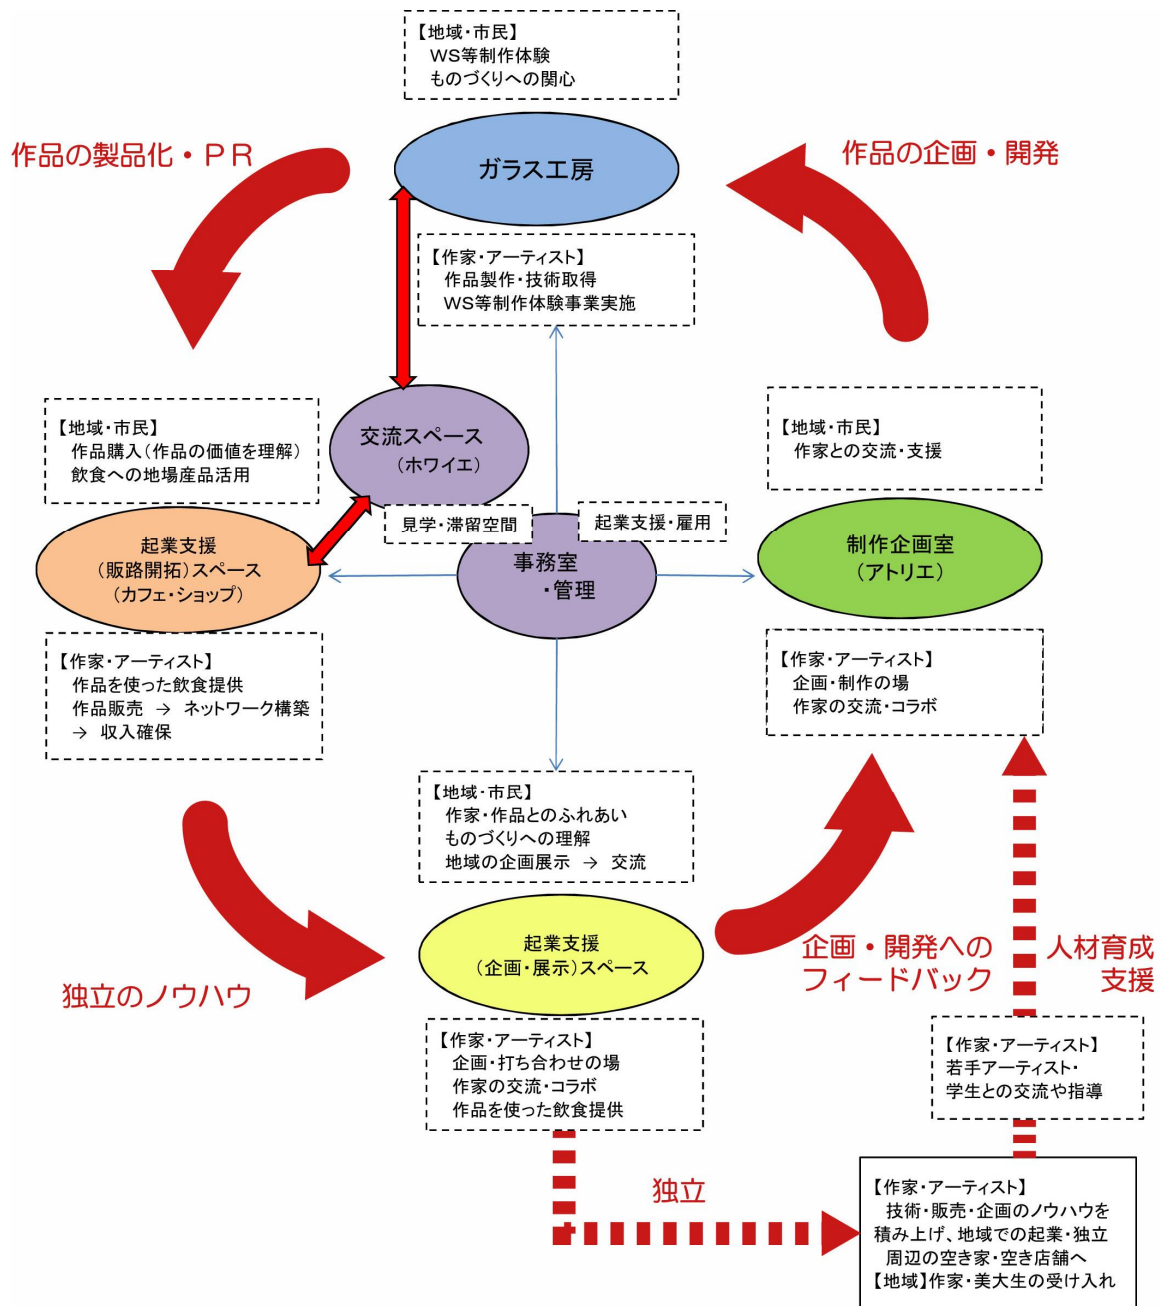 【地域・市民】
WS等制作体験
ものづくりへの関心
作品の製品化・PR
ガラス工房
作品の企画・開発
【作家・アーティスト】
作品製作・技術取得
WS等制作体験事業実施
【地域・市民】
作品購入(作品の価値を理解)
飲食への地場産品活用
交流スペース
(ホワイエ)
【地域・市民】
作家との交流・支援
見学・滞留空間
起業支援・雇用
起業支援
(販路開拓)スペース
(カフェ・ショップ)
事務室
・管理
制作企画室
(アトリエ)
【作家・アーティスト】
作品を使った飲食提供
作品販売 → ネットワーク構築
→ 収入確保
【作家・アーティスト】
企画・制作の場
作家の交流・コラボ
【地域・市民】
作家・作品とのふれあい
ものづくりへの理解
地域の企画展示 → 交流
起業支援
(企画・展示)スペース
独立のノウハウ
企画・開発への
フィードバック
人材育成
支援
【作家・アーティスト】
企画・打ち合わせの場
作家の交流・コラボ
作品を使った飲食提供
【作家・アーティスト】
若手アーティスト・
学生との交流や指導
独立
【作家・アーティスト】
技術・販売・企画のノウハウを
積み上げ、地域での起業・独立
周辺の空き家・空き店舗へ
【地域】作家・美大生の受け入れ